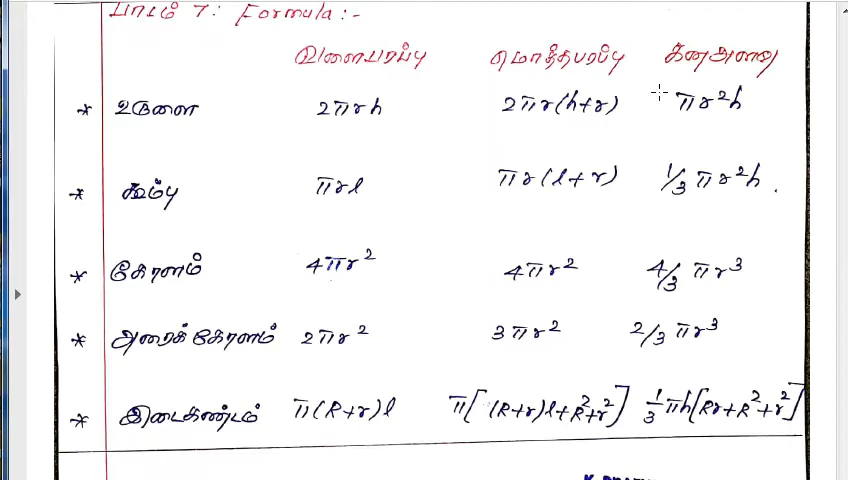 பாடம் 7: Formula:-
வளைபரப்பு மொத்தபரப்பு கனஅளவு
* உருளை 2πrh 2πr(h+r) πr²h
* கூம்பு πrl πr(l+r) 1/3 πr²h.
* கோளம் 4πr² 4πr² 4/3 πr³
* அரைக்கோளம் 2πr² 3πr² 2/3 πr³
* இடைகண்டம் π(R+r)l π[(R+r)l+R²+r²] 1/3 πh[Rr+R²+r²]